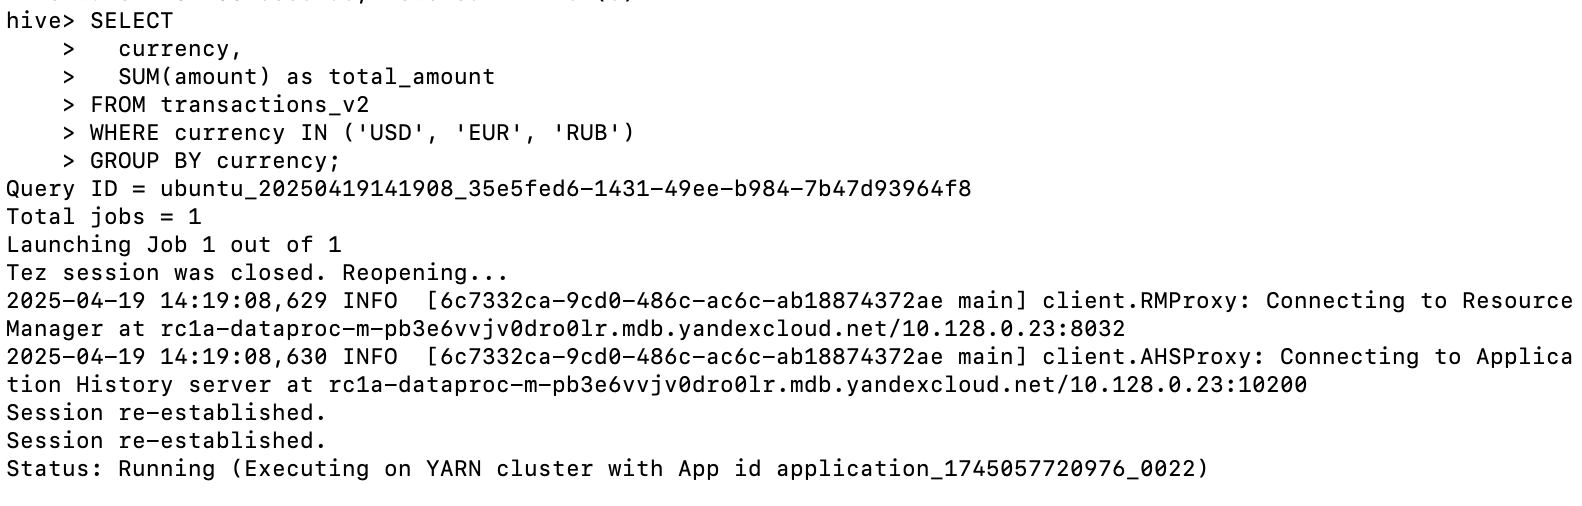 hive> SELECT
    >   currency,
    >   SUM(amount) as total_amount
    > FROM transactions_v2
    > WHERE currency IN ('USD', 'EUR', 'RUB')
    > GROUP BY currency;
Query ID = ubuntu_20250419141908_35e5fed6-1431-49ee-b984-7b47d93964f8
Total jobs = 1
Launching Job 1 out of 1
Tez session was closed. Reopening...
2025-04-19 14:19:08,629 INFO  [6c7332ca-9cd0-486c-ac6c-ab18874372ae main] client.RMProxy: Connecting to Resource
Manager at rc1a-dataproc-m-pb3e6vvjv0dro0lr.mdb.yandexcloud.net/10.128.0.23:8032
2025-04-19 14:19:08,630 INFO  [6c7332ca-9cd0-486c-ac6c-ab18874372ae main] client.AHSProxy: Connecting to Applica
tion History server at rc1a-dataproc-m-pb3e6vvjv0dro0lr.mdb.yandexcloud.net/10.128.0.23:10200
Session re-established.
Session re-established.
Status: Running (Executing on YARN cluster with App id application_1745057720976_0022)